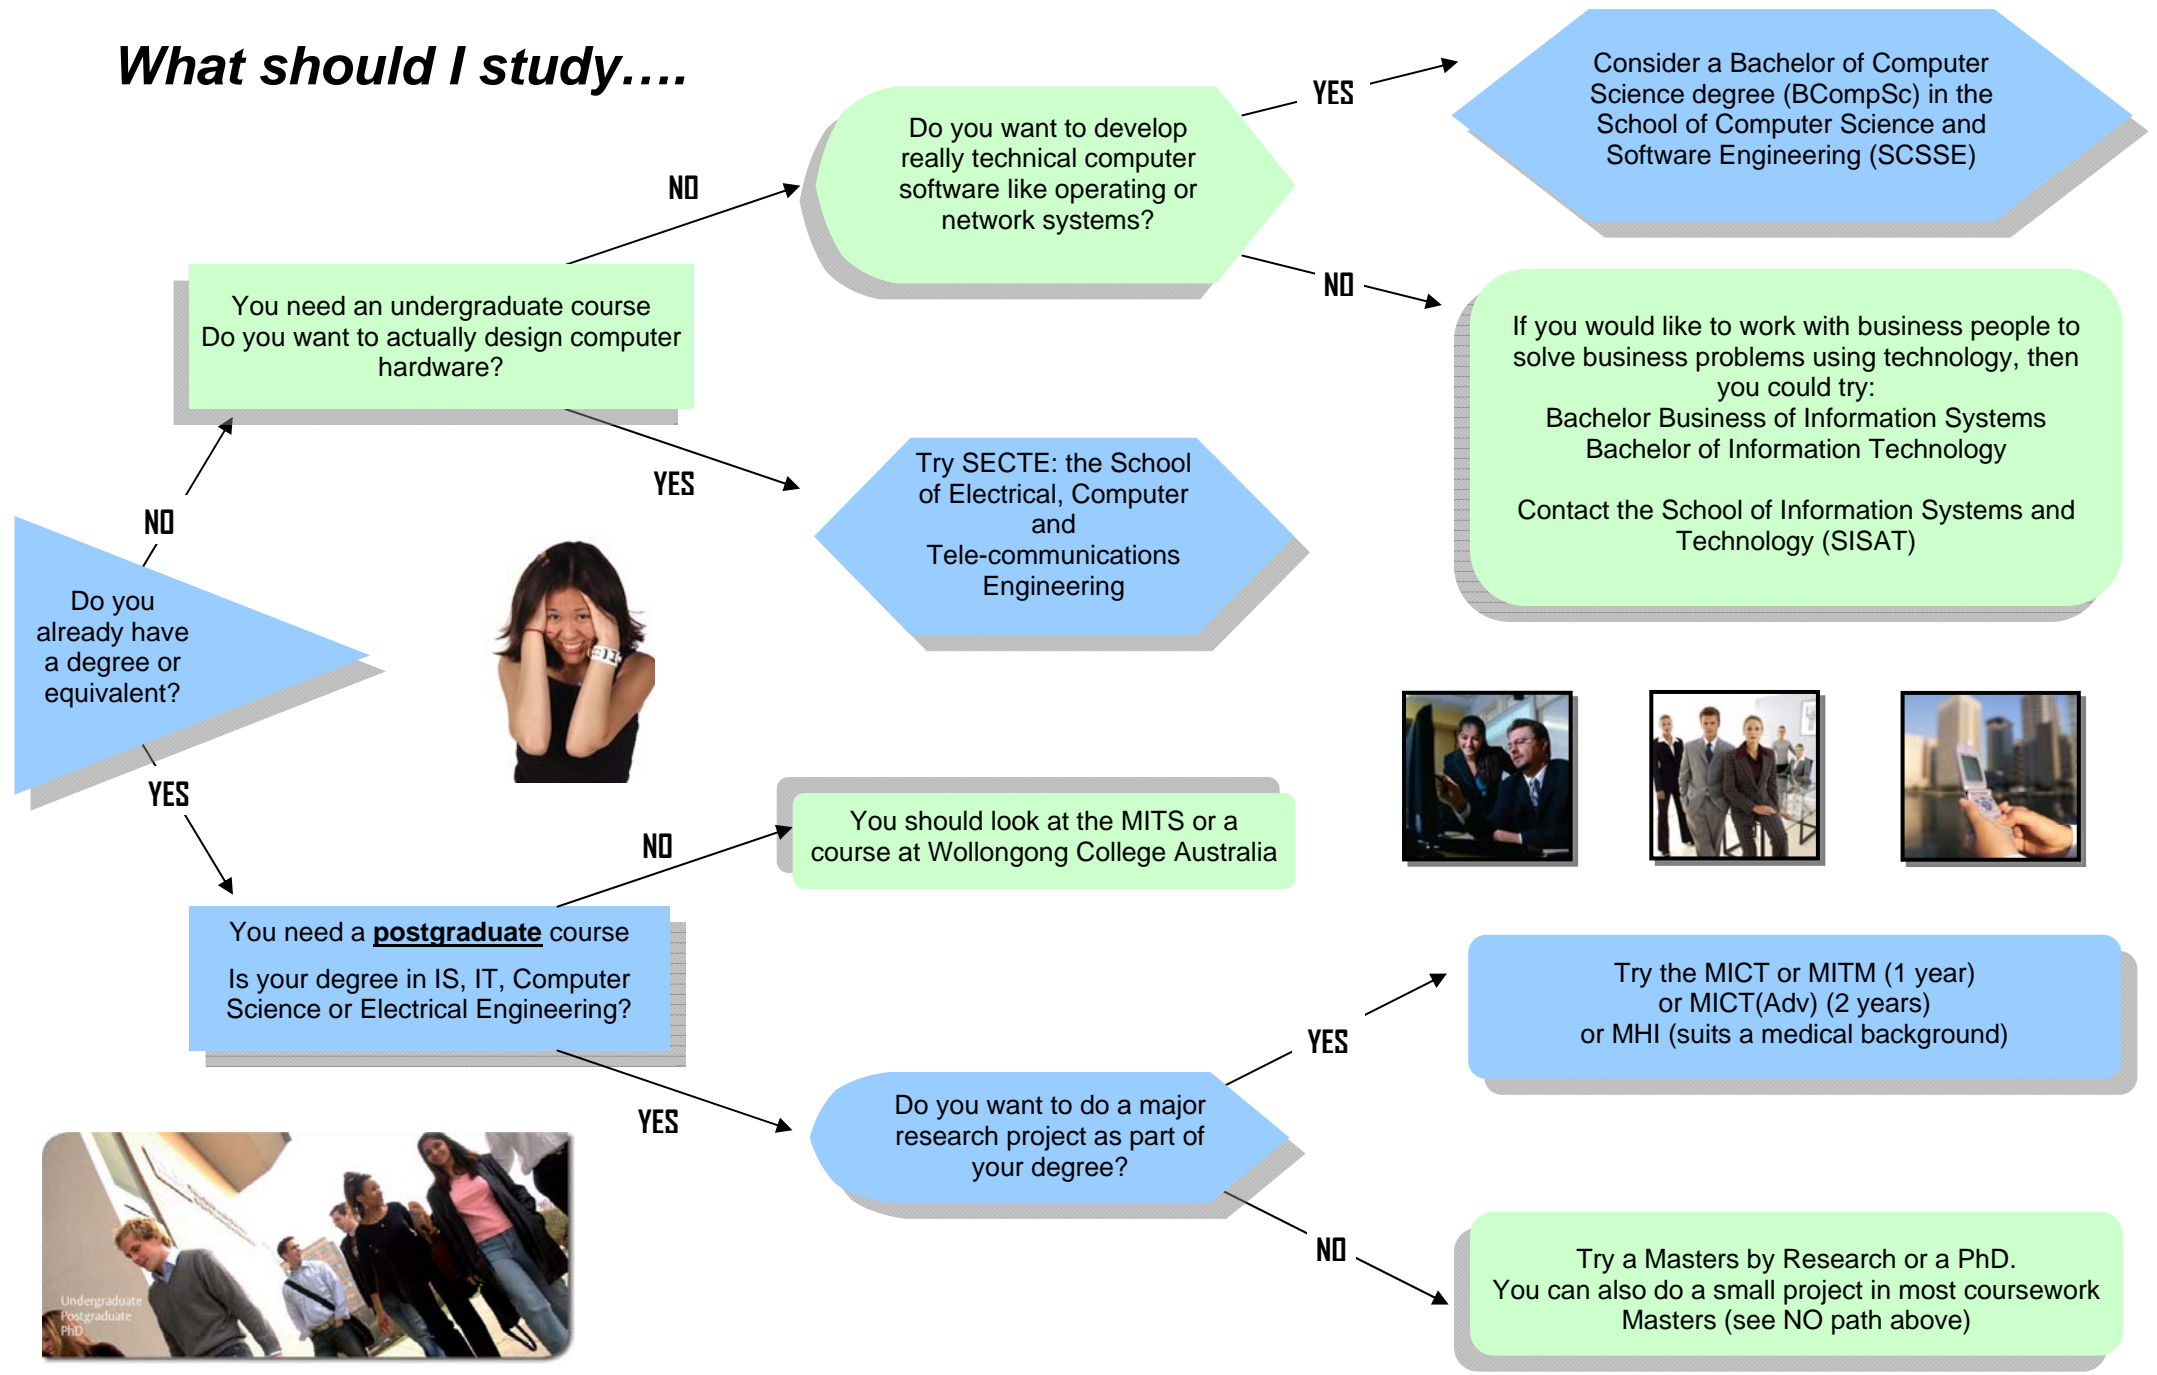 What should I study….
Do you
already have
a degree or
equivalent?
NO
You need an undergraduate course
Do you want to actually design computer
hardware?
NO
Do you want to develop
really technical computer
software like operating or
network systems?
YES
Consider a Bachelor of Computer
Science degree (BCompSc) in the
School of Computer Science and
Software Engineering (SCSSE)
NO
If you would like to work with business people to
solve business problems using technology, then
you could try:
Bachelor Business of Information Systems
Bachelor of Information Technology
Contact the School of Information Systems and
Technology (SISAT)
YES
Try SECTE: the School
of Electrical, Computer
and
Tele-communications
Engineering
YES
You need a postgraduate course
Is your degree in IS, IT, Computer
Science or Electrical Engineering?
NO
You should look at the MITS or a
course at Wollongong College Australia
YES
Do you want to do a major
research project as part of
your degree?
YES
Try the MICT or MITM (1 year)
or MICT(Adv) (2 years)
or MHI (suits a medical background)
NO
Try a Masters by Research or a PhD.
You can also do a small project in most coursework
Masters (see NO path above)
Undergraduate
Postgraduate
PhD